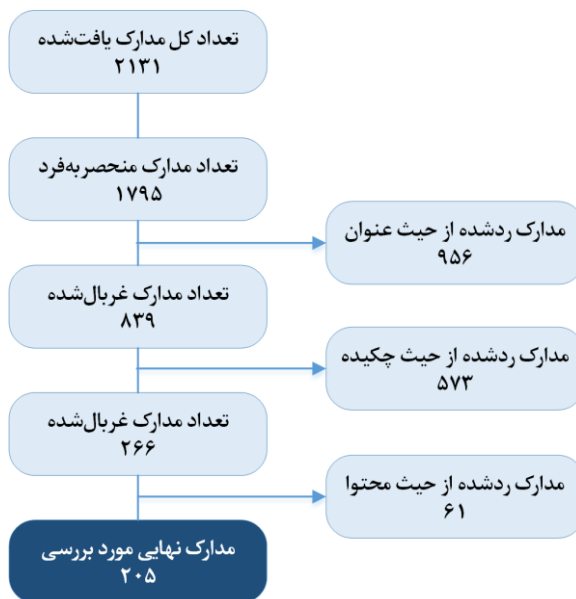 تعداد کل مدارک یافت‌شده
۲۱۳۱
تعداد مدارک منحصربه‌فرد
۱۷۹۵
مدارک ردشده از حیث عنوان
۹۵۶
تعداد مدارک غربال‌شده
۸۳۹
مدارک ردشده از حیث چکیده
۵۷۳
تعداد مدارک غربال‌شده
۲۶۶
مدارک ردشده از حیث محتوا
۶۱
مدارک نهایی مورد بررسی
۲۰۵